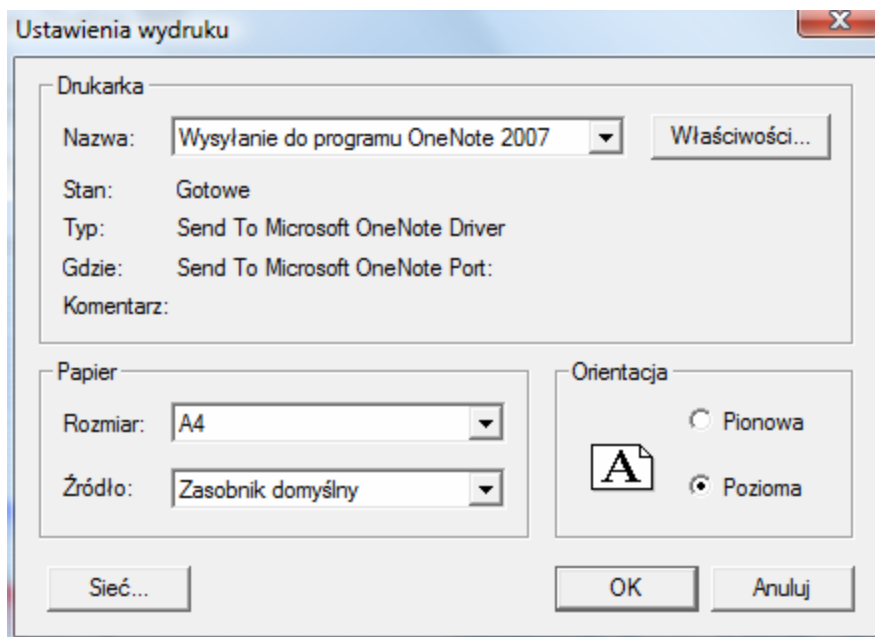 Ustawienia wydruku
Drukarka
Nazwa: Wysyłanie do programu OneNote 2007 Właściwości...
Stan: Gotowe
Typ: Send To Microsoft OneNote Driver
Gdzie: Send To Microsoft OneNote Port:
Komentarz:
Papier
Rozmiar: A4
Źródło: Zasobnik domyślny
Orientacja
A
Pionowa
Pozioma
Sieć... OK Anuluj